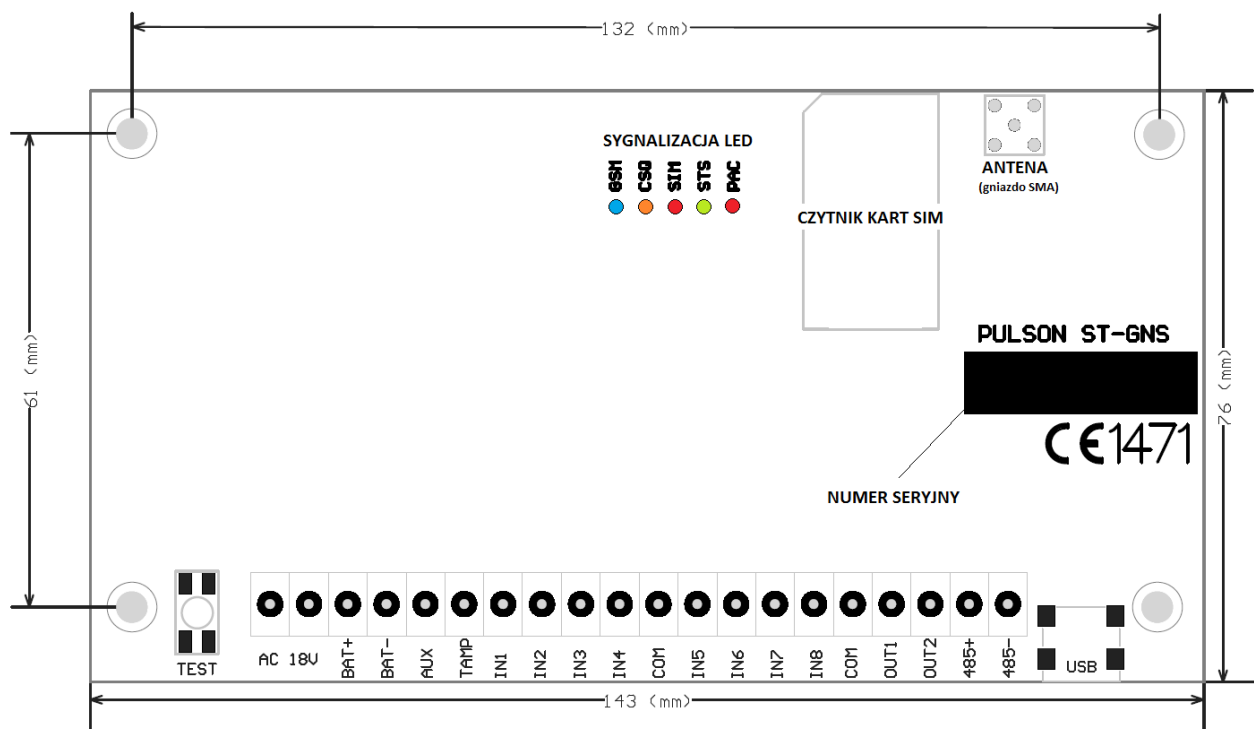 132 (mm)
SYGNALIZACJA LED
GSM
CSQ
SIM
STS
PAC
ANTENA
(gniazdo SMA)
CZYTNIK KART SIM
61 (mm)
PULSON ST-GNS
76 (mm)
CE1471
NUMER SERYJNY
TEST
AC 18V
BAT+
BAT-
AUX
TAMP
IN1
IN2
IN3
IN4
COM
IN5
IN6
IN7
IN8
COM
OUT1
OUT2
485+
485-
USB
143 (mm)